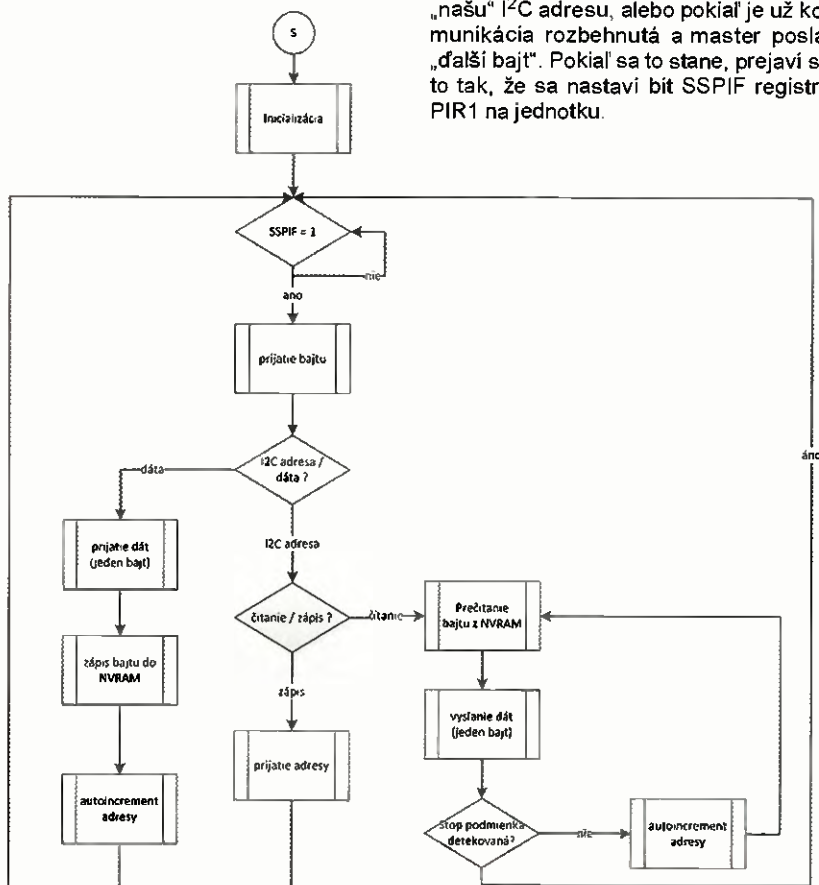 „našu“ I²C adresu, alebo pokiaľ je už ko
munikácia rozbehnutá a master posla
„ďalší bajt“. Pokiaľ sa to stane, prejaví s
to tak, že sa nastaví bit SSPIF registr
PIR1 na jednotku.
S
Inicializácia
SSPIF = 1
nie
ano
prijatie bajtu
I2C adresa /
dáta ?
dáta
áno
I2C adresa
prijatie dát
(jeden bajt)
čítanie / zápis ?
čítanie
Prečítanie
bajtu z NVRAM
zápis bajtu do
NVRAM
zápis
vyslanie dát
(jeden bajt)
prijatie adresy
autoincrement
adresy
Stop podmienka
detekovaná?
nie
autoincrement
adresy